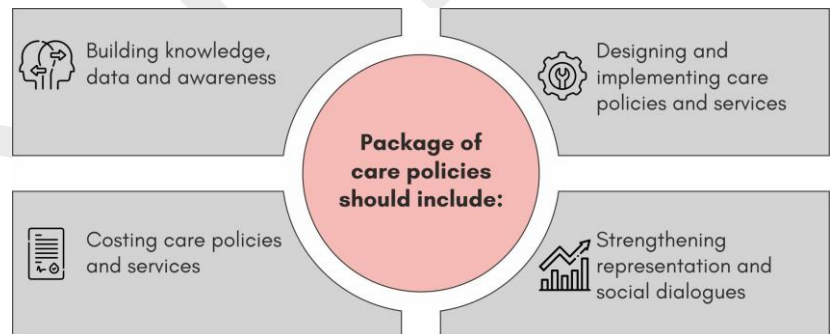 Building knowledge,
data and awareness
Designing and
implementing care
policies and services
Package of
care policies
should include:
Costing care policies
and services
Strengthening
representation and
social dialogues